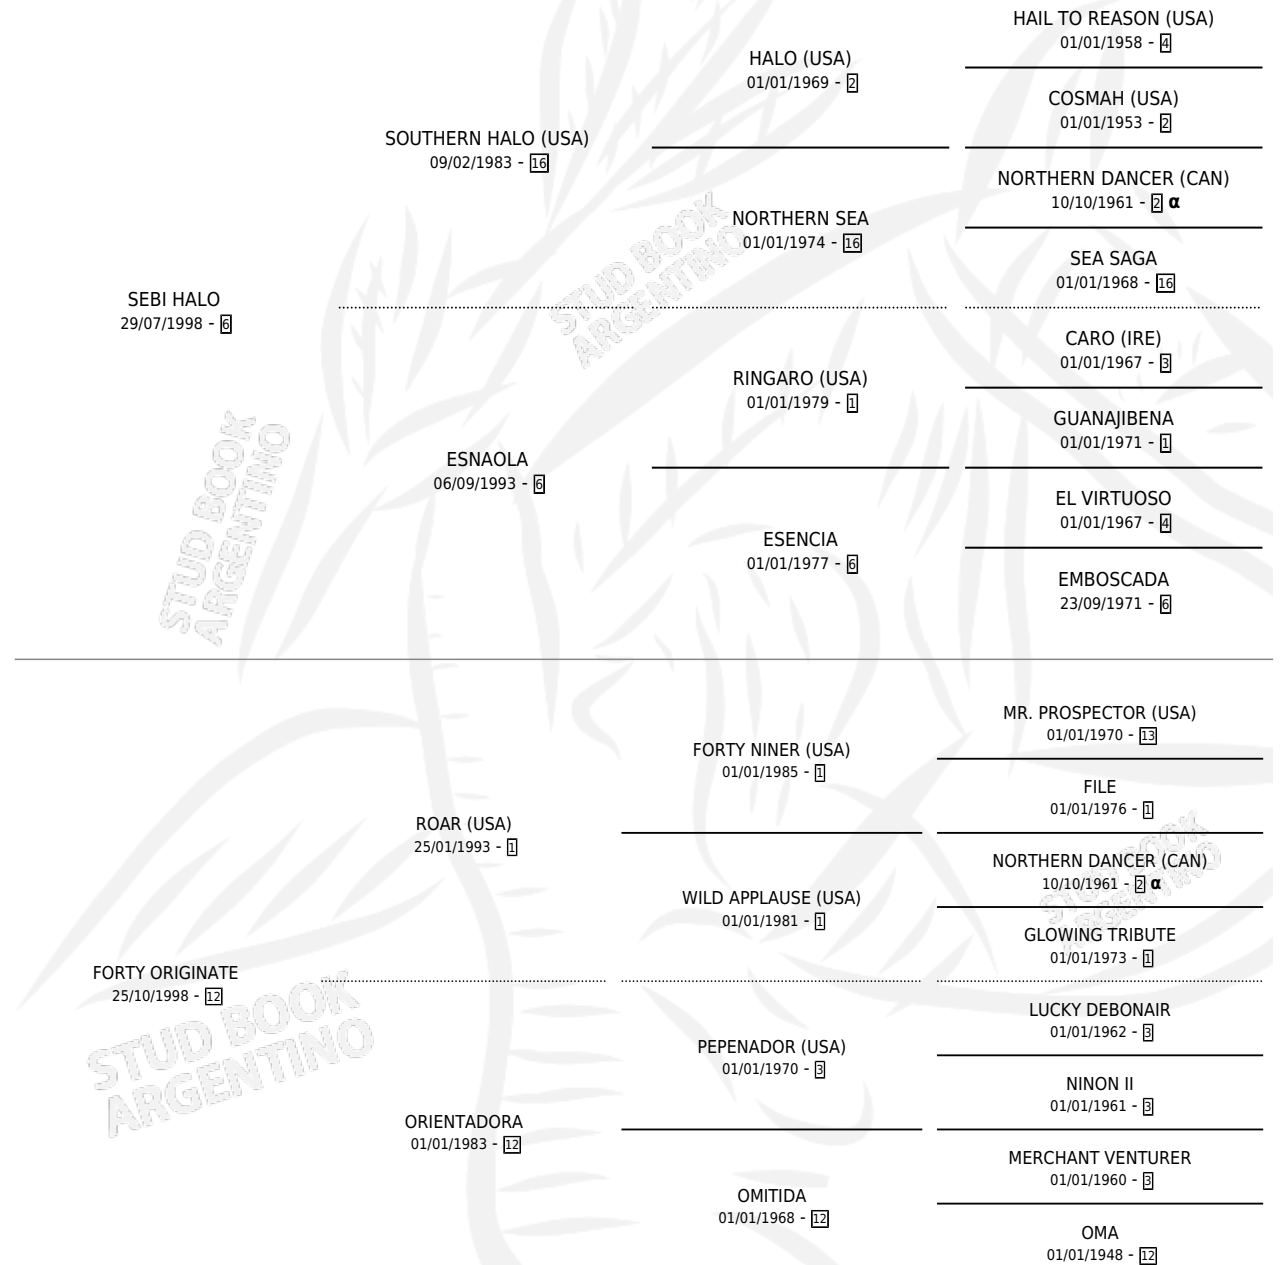 HAIL TO REASON (USA)
01/01/1958 - 4
HALO (USA)
01/01/1969 - 2
COSMAH (USA)
01/01/1953 - 2
SOUTHERN HALO (USA)
09/02/1983 - 16
NORTHERN DANCER (CAN)
10/10/1961 - 2 α
NORTHERN SEA
01/01/1974 - 16
SEA SAGA
01/01/1968 - 16
SEBI HALO
29/07/1998 - 6
CARO (IRE)
01/01/1967 - 3
RINGARO (USA)
01/01/1979 - 1
GUANAJIBENA
01/01/1971 - 1
ESNAOLA
06/09/1993 - 6
EL VIRTUOSO
01/01/1967 - 4
ESENCIA
01/01/1977 - 6
EMBOSCADA
23/09/1971 - 6
MR. PROSPECTOR (USA)
01/01/1970 - 13
FORTY NINER (USA)
01/01/1985 - 1
FILE
01/01/1976 - 1
ROAR (USA)
25/01/1993 - 1
NORTHERN DANCER (CAN)
10/10/1961 - 2 α
WILD APPLAUSE (USA)
01/01/1981 - 1
GLOWING TRIBUTE
01/01/1973 - 1
FORTY ORIGINATE
25/10/1998 - 12
LUCKY DEBONAIR
01/01/1962 - 3
PEPENADOR (USA)
01/01/1970 - 3
NINON II
01/01/1961 - 3
ORIENTADORA
01/01/1983 - 12
MERCHANT VENTURER
01/01/1960 - 3
OMITIDA
01/01/1968 - 12
OMA
01/01/1948 - 12
STUD BOOK
ARGENTINO
STUD BOOK
ARGENTINO
STUD BOOK
ARGENTINO
STUD BOOK
ARGENTINO